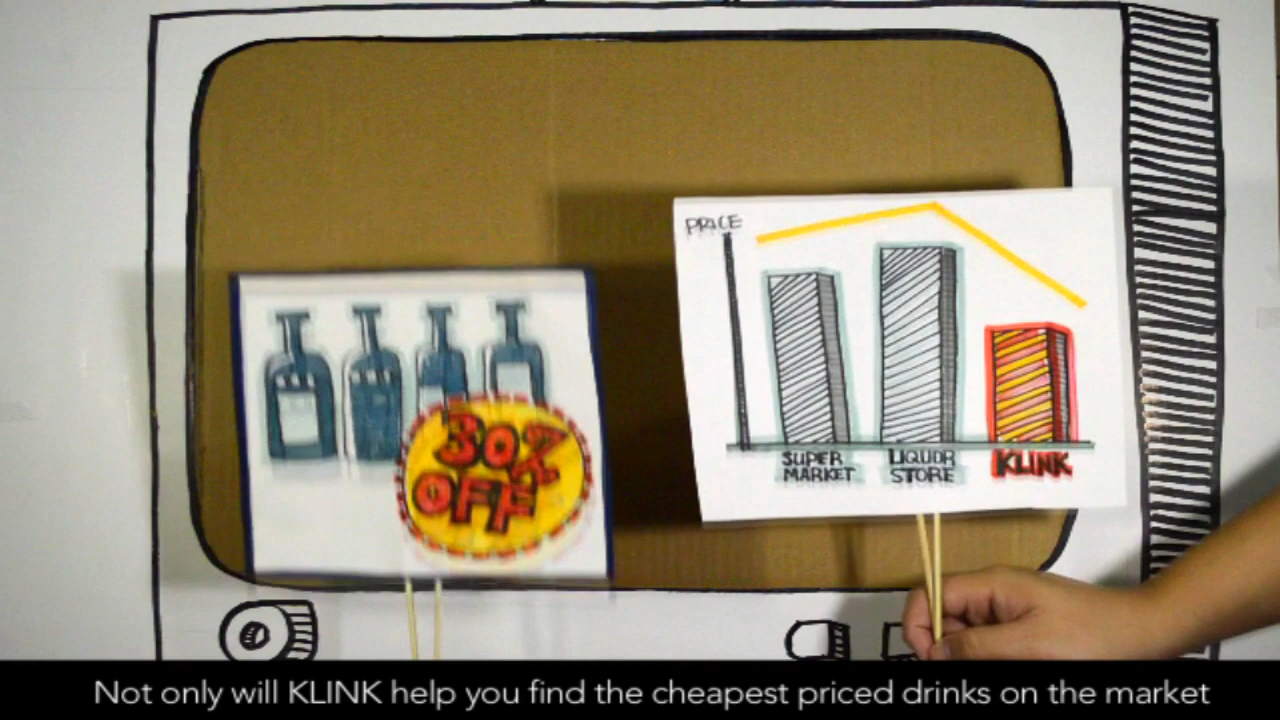 PRICE
SUPER
MARKET
LIQUOR
STORE
KLINK
30%
OFF
Not only will KLINK help you find the cheapest priced drinks on the market